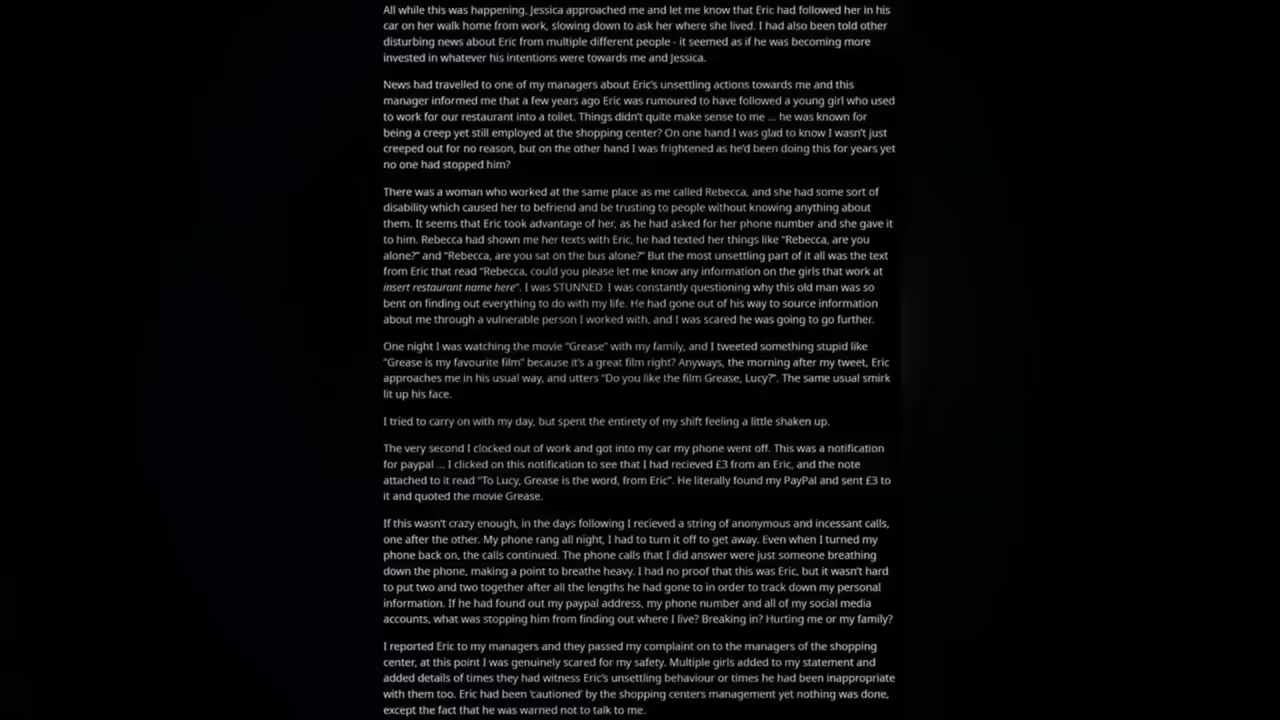 All while this was happening, Jessica approached me and let me know that Eric had followed her in his
car on her walk home from work, slowing down to ask her where she lived. I had also been told other
disturbing news about Eric from multiple different people - it seemed as if he was becoming more
invested in whatever his intentions were towards me and Jessica.
News had travelled to one of my managers about Eric's unsettling actions towards me and this
manager informed me that a few years ago Eric was rumoured to have followed a young girl who used
to work for our restaurant into a toilet. Things didn't quite make sense to me ... he was known for
being a creep yet still employed at the shopping center? On one hand I was glad to know I wasn't just
creeped out for no reason, but on the other hand I was frightened as he'd been doing this for years yet
no one had stopped him?
There was a woman who worked at the same place as me called Rebecca, and she had some sort of
disability which caused her to befriend and be trusting to people without knowing anything about
them. It seems that Eric took advantage of her, as he had asked for her phone number and she gave it
to him. Rebecca had shown me her texts with Eric, he had texted her things like "Rebecca, are you
alone?" and "Rebecca, are you sat on the bus alone?" But the most unsettling part of it all was the text
from Eric that read "Rebecca, could you please let me know any information on the girls that work at
insert restaurant name here". I was STUNNED. I was constantly questioning why this old man was so
bent on finding out everything to do with my life. He had gone out of his way to source information
about me through a vulnerable person I worked with, and I was scared he was going to go further.
One night I was watching the movie "Grease" with my family, and I tweeted something stupid like
"Grease is my favourite film" because it's a great film right? Anyways, the morning after my tweet, Eric
approaches me in his usual way, and utters "Do you like the film Grease, Lucy?". The same usual smirk
lit up his face.
I tried to carry on with my day, but spent the entirety of my shift feeling a little shaken up.
The very second I clocked out of work and got into my car my phone went off. This was a notification
for paypal ... I clicked on this notification to see that I had recieved £3 from an Eric, and the note
attached to it read "To Lucy, Grease is the word, from Eric". He literally found my PayPal and sent £3 to
it and quoted the movie Grease.
If this wasn't crazy enough, in the days following I recieved a string of anonymous and incessant calls,
one after the other. My phone rang all night, I had to turn it off to get away. Even when I turned my
phone back on, the calls continued. The phone calls that I did answer were just someone breathing
down the phone, making a point to breathe heavy. I had no proof that this was Eric, but it wasn't hard
to put two and two together after all the lengths he had gone to in order to track down my personal
information. If he had found out my paypal address, my phone number and all of my social media
accounts, what was stopping him from finding out where I live? Breaking in? Hurting me or my family?
I reported Eric to my managers and they passed my complaint on to the managers of the shopping
center, at this point I was genuinely scared for my safety. Multiple girls added to my statement and
added details of times they had witness Eric's unsettling behaviour or times he had been inappropriate
with them too. Eric had been 'cautioned' by the shopping centers management yet nothing was done,
except the fact that he was warned not to talk to me.